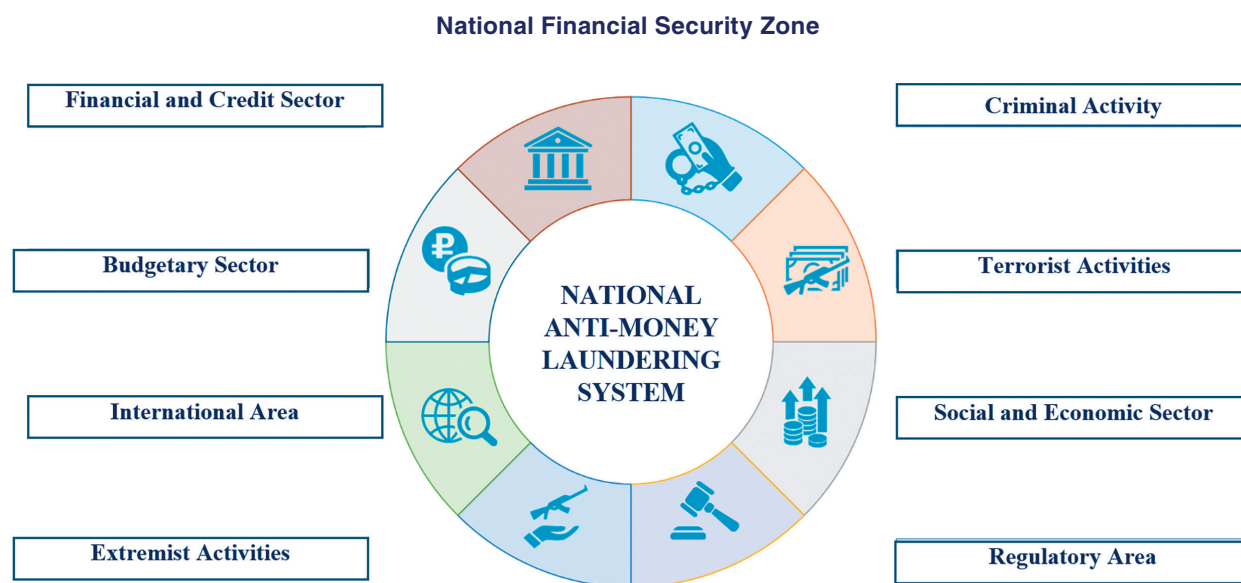 National Financial Security Zone
Financial and Credit Sector
Criminal Activity
Budgetary Sector
Terrorist Activities
NATIONAL
ANTI-MONEY
LAUNDERING
SYSTEM
International Area
Social and Economic Sector
Extremist Activities
Regulatory Area